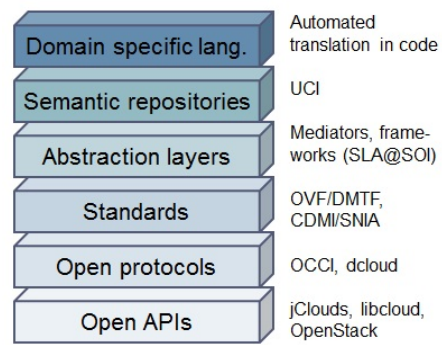 Domain specific lang.
Automated
translation in code
Semantic repositories
UCI
Abstraction layers
Mediators, frame-
works (SLA@SOI)
Standards
OVF/DMTF,
CDMI/SNIA
Open protocols
OCCI, dcloud
Open APIs
jClouds, libcloud,
OpenStack